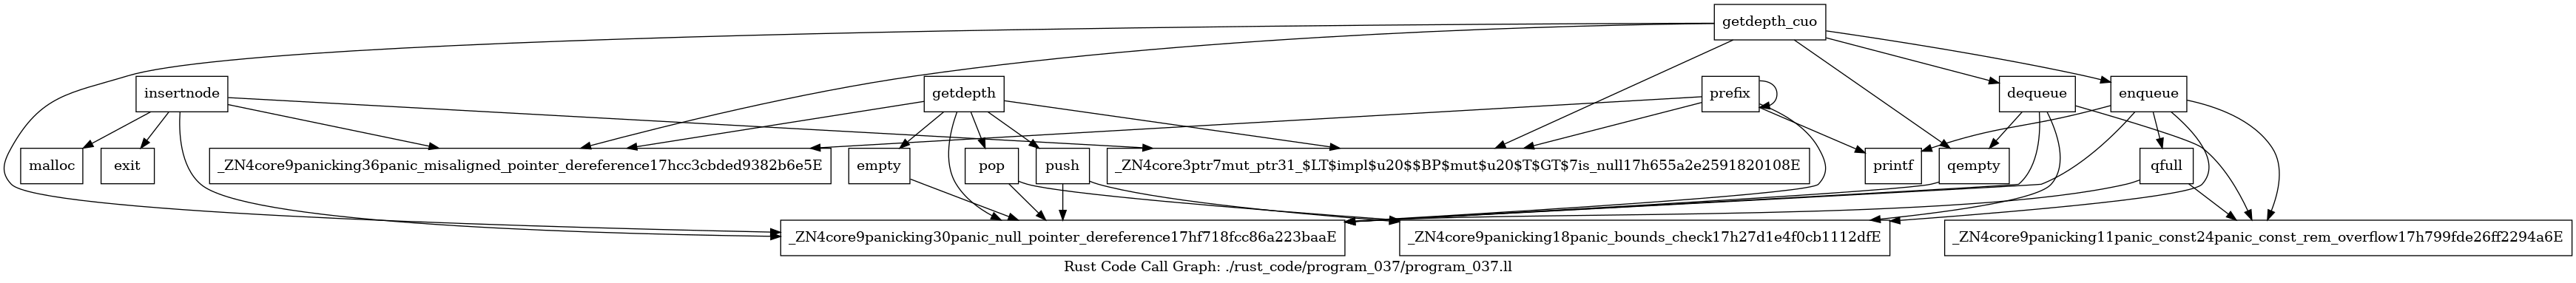 getdepth_cuo
insertnode
getdepth
prefix
dequeue
enqueue
malloc
exit
_ZN4core9panicking36panic_misaligned_pointer_dereference17hcc3cbded9382b6e5E
empty
pop
push
_ZN4core3ptr7mut_ptr31_$LT$impl$u20$$BP$mut$u20$T$GT$7is_null17h655a2e2591820108E
printf
qempty
qfull
_ZN4core9panicking30panic_null_pointer_dereference17hf718fcc86a223baaE
_ZN4core9panicking18panic_bounds_check17h27d1e4f0cb1112dfE
_ZN4core9panicking11panic_const24panic_const_rem_overflow17h799fde26ff2294a6E
Rust Code Call Graph: ./rust_code/program_037/program_037.ll